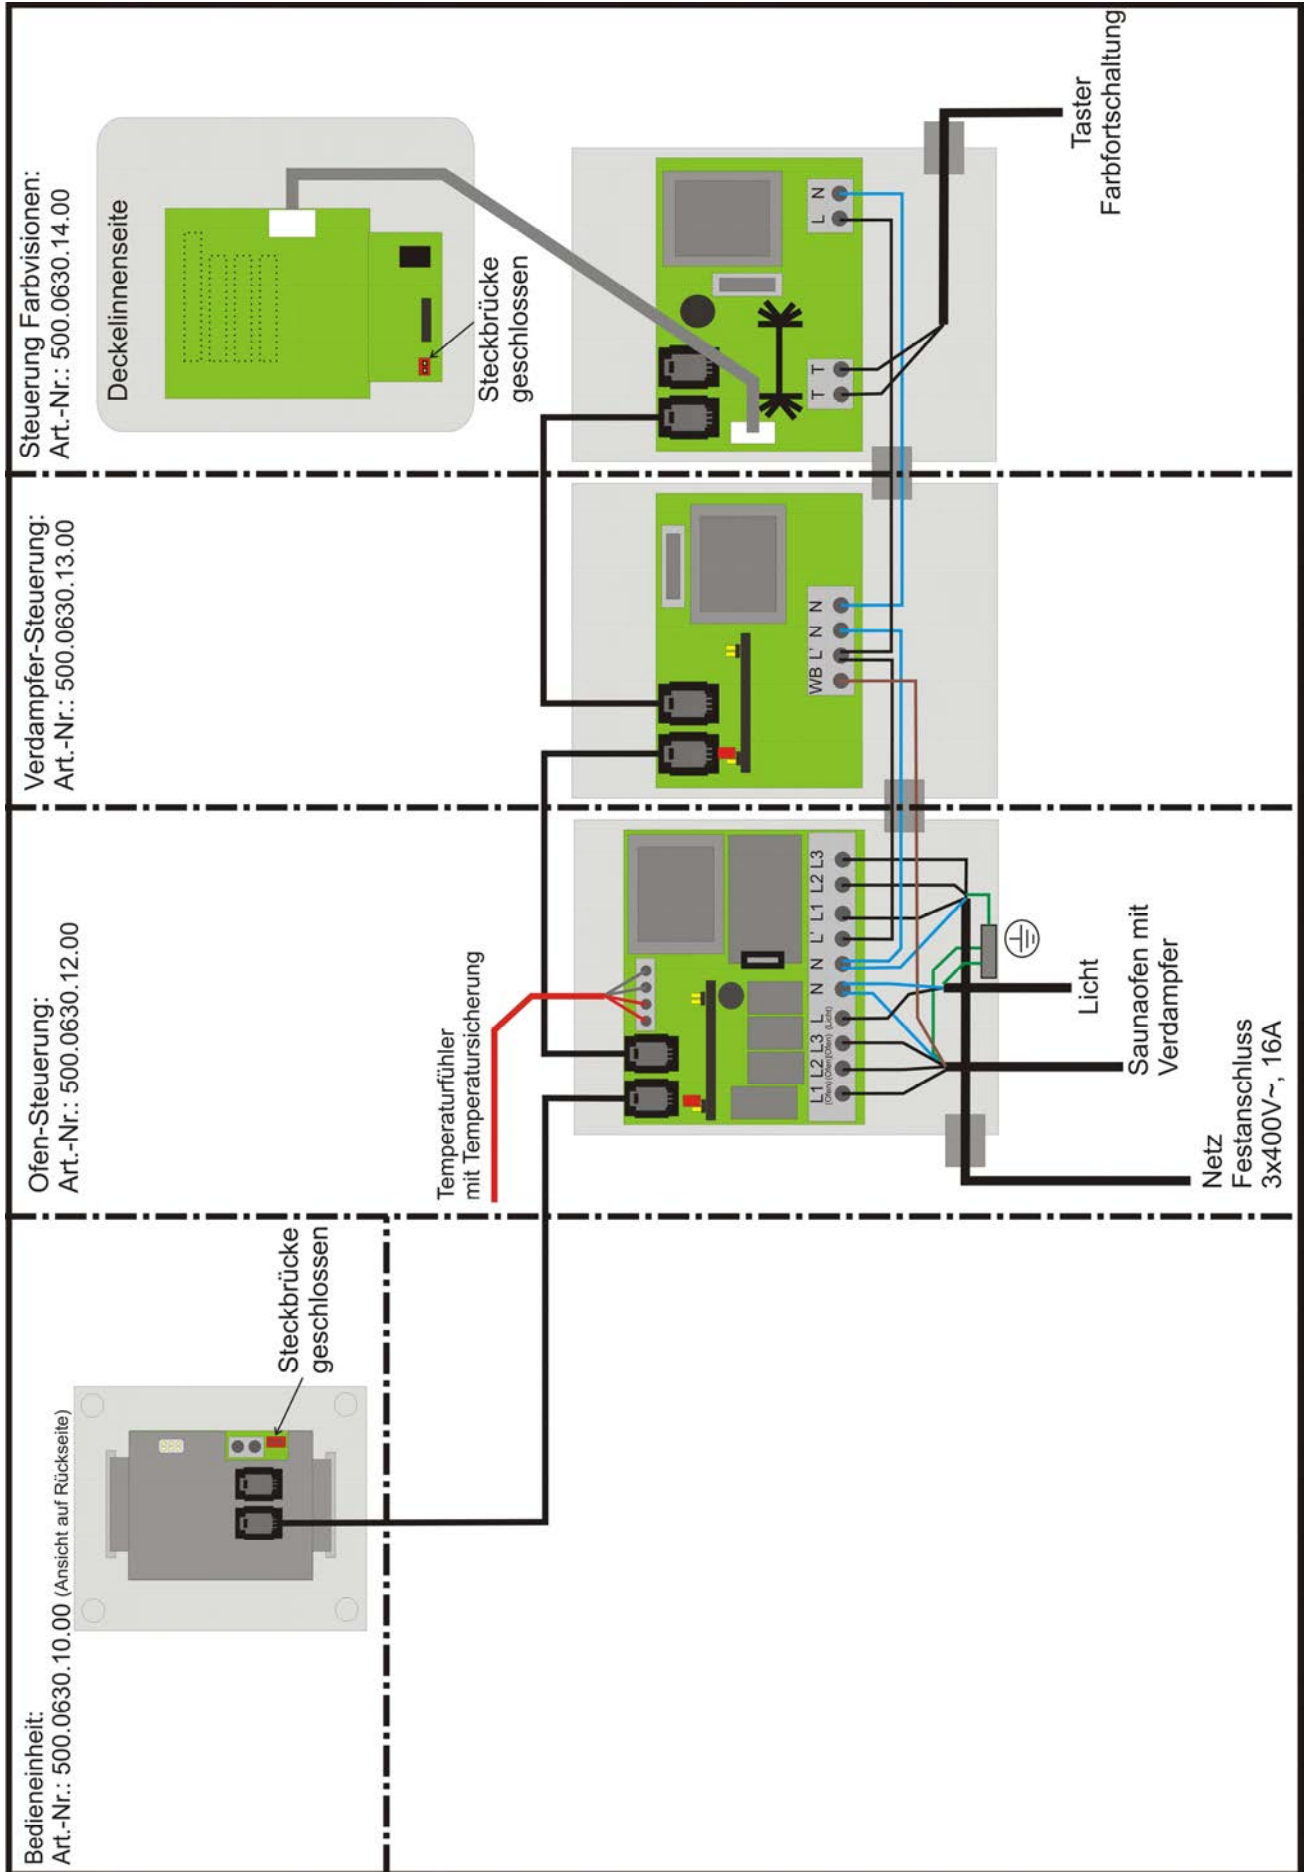 Bedieneinheit:
Art.-Nr.: 500.0630.10.00 (Ansicht auf Rückseite)
Steckbrücke
geschlossen
Ofen-Steuerung:
Art.-Nr.: 500.0630.12.00
Temperaturfühler
mit Temperatursicherung
L1 L2 L3 L N N L' L1 L2 L3
(Ofen) (Ofen) (Ofen) (Licht)
Netz
Festanschluss
3x400V~, 16A
Saunaofen mit
Verdampfer
Licht
Verdampfer-Steuerung:
Art.-Nr.: 500.0630.13.00
WB L' N N
Steuerung Farbvisionen:
Art.-Nr.: 500.0630.14.00
Deckelinnenseite
Steckbrücke
geschlossen
T T L N
Taster
Farbfortschaltung